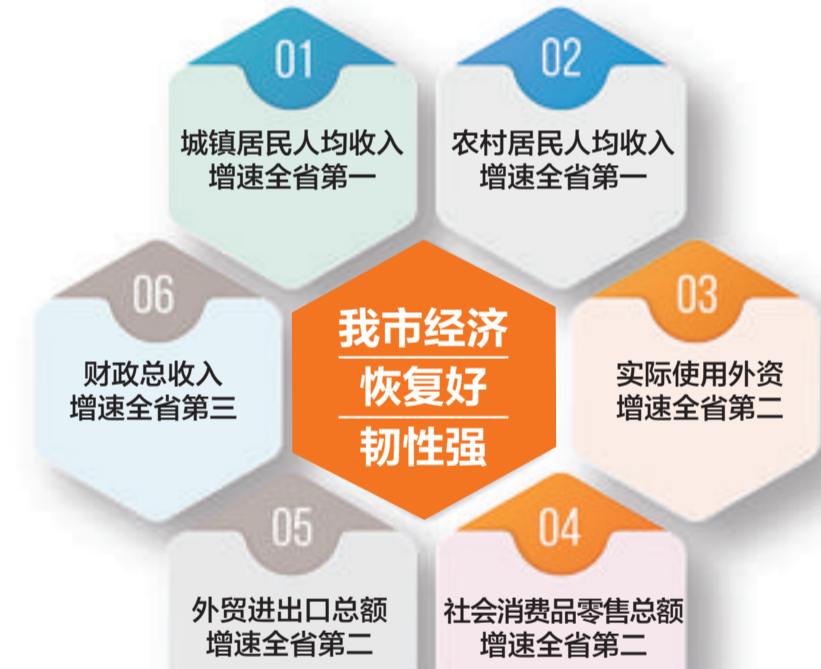 01
城镇居民人均收入
增速全省第一
02
农村居民人均收入
增速全省第一
03
实际使用外资
增速全省第二
04
社会消费品零售总额
增速全省第二
05
外贸进出口总额
增速全省第二
06
财政总收入
增速全省第三
我市经济
恢复好
韧性强